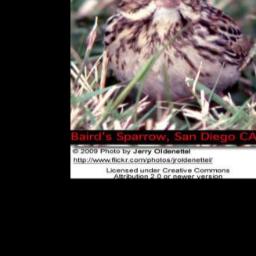 Baird's Sparrow, San Diego CA
© 2009 Photo by Jerry Oldenettel
http://www.flickr.com/photos/jroldenettel/
Licensed under Creative Commons
Attribution 2.0 or newer version